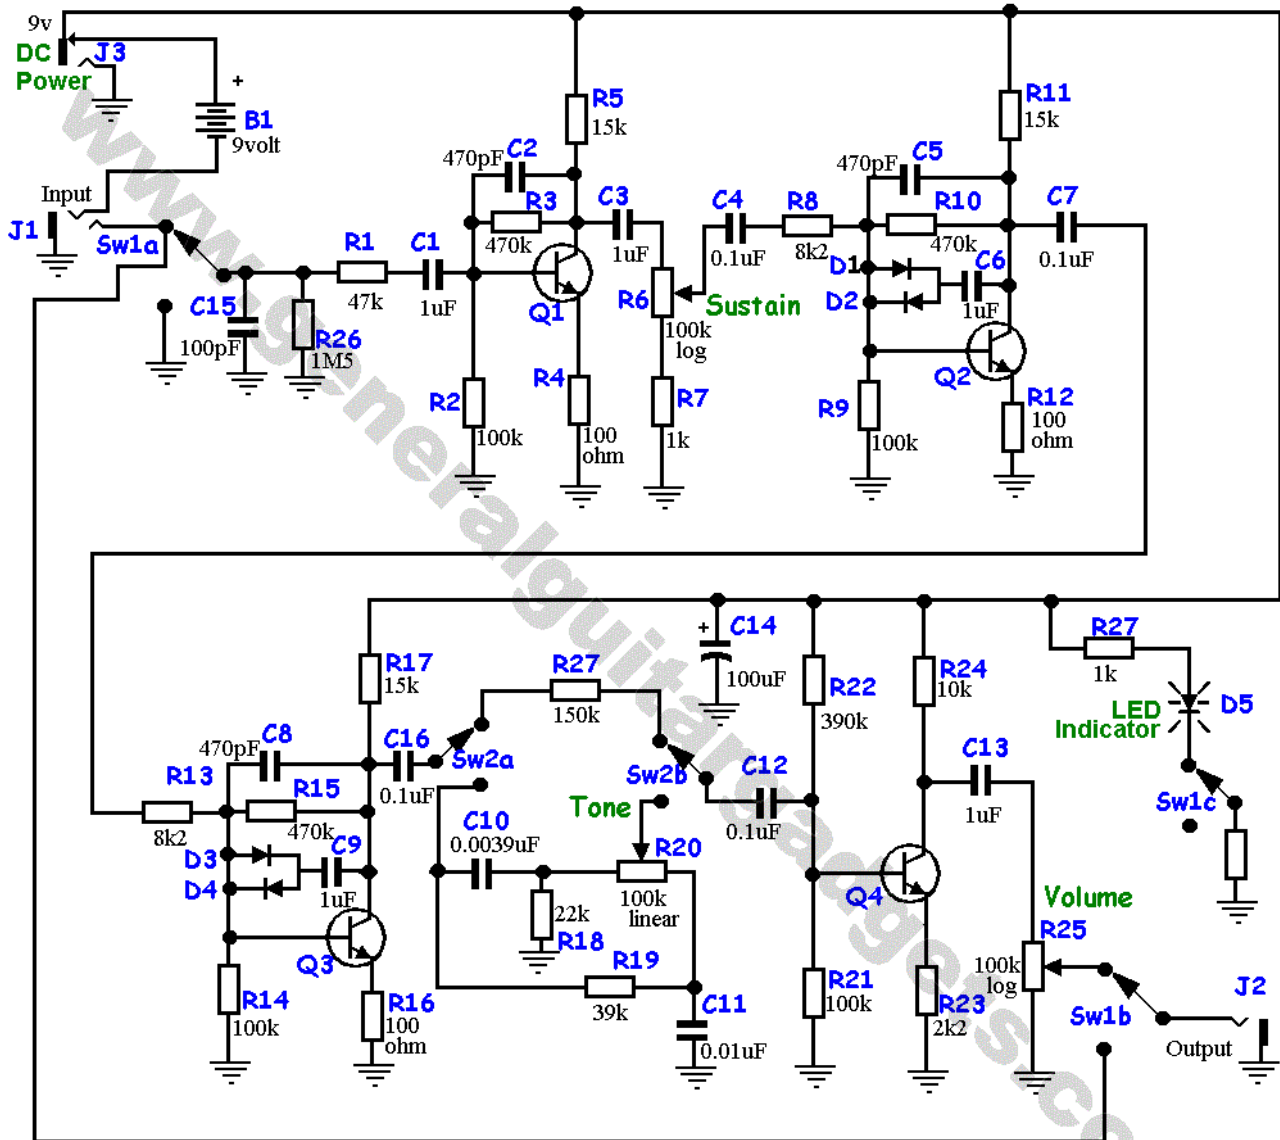 9v
DC
Power
J3
+
B1
9volt
Input
J1
Sw1a
C15
100pF
R26
1M5
R1
47k
C1
1uF
470pF
C2
R3
470k
R5
15k
Q1
R2
100k
R4
100
ohm
C3
1uF
R6
100k
log
Sustain
R7
1k
C4
0.1uF
R8
8k2
470pF
C5
R10
470k
R11
15k
D1
D2
C6
1uF
Q2
C7
0.1uF
R9
100k
R12
100
ohm
R13
8k2
470pF
C8
R15
470k
R17
15k
D3
D4
C9
1uF
Q3
R14
100k
R16
100
ohm
C16
0.1uF
Sw2a
R27
150k
Sw2b
Tone
C10
0.0039uF
R20
100k
linear
22k
R18
R19
39k
C11
0.01uF
+
C14
100uF
C12
0.1uF
R22
390k
R24
10k
Q4
R21
100k
R23
2k2
C13
1uF
Volume
R25
100k
log
R27
1k
LED
Indicator
D5
Sw1c
Sw1b
J2
Output
www.generalguitargadgets.co